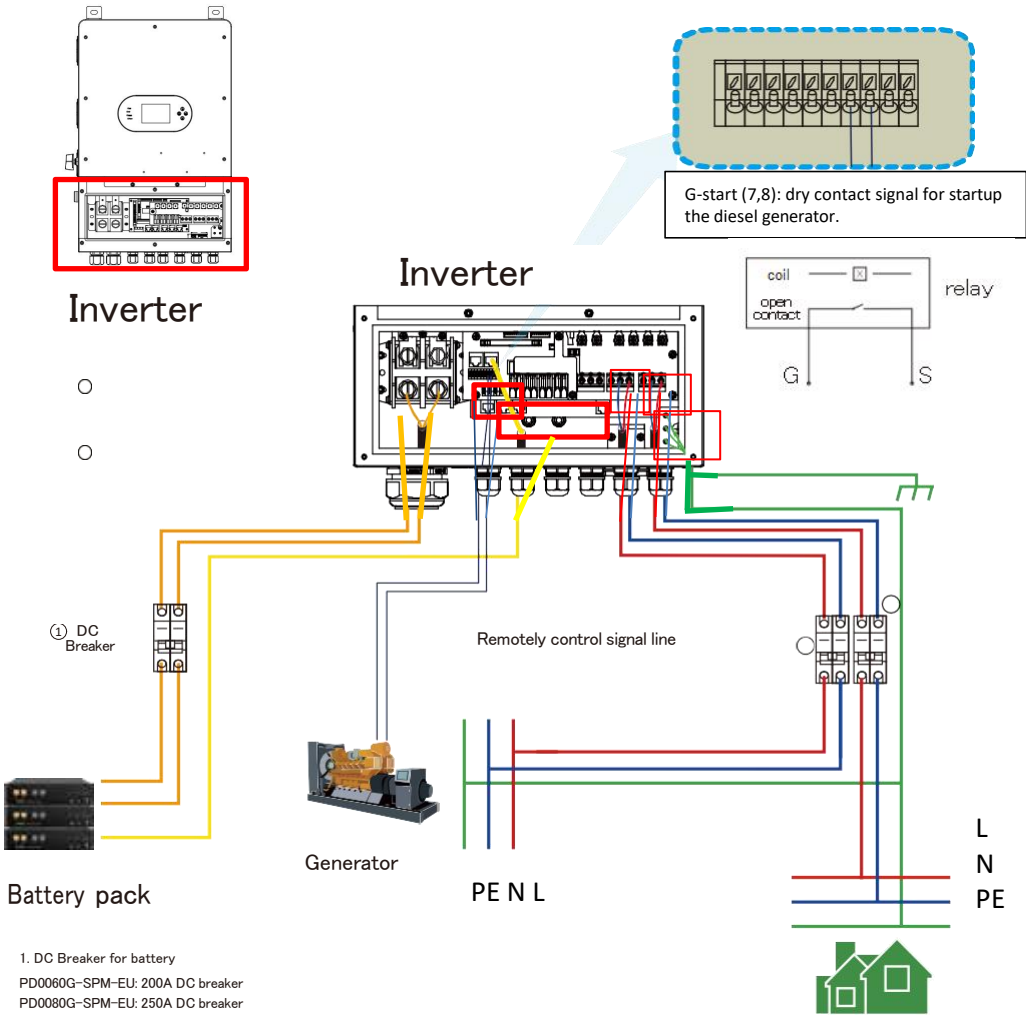 G-start (7,8): dry contact signal for startup
the diesel generator.
coil
open
contact
relay
G
S
Inverter
Inverter
① DC
Breaker
Remotely control signal line
Generator
PE N L
L
N
PE
Battery pack
1. DC Breaker for battery
PD0060G-SPM-EU: 200A DC breaker
PD0080G-SPM-EU: 250A DC breaker